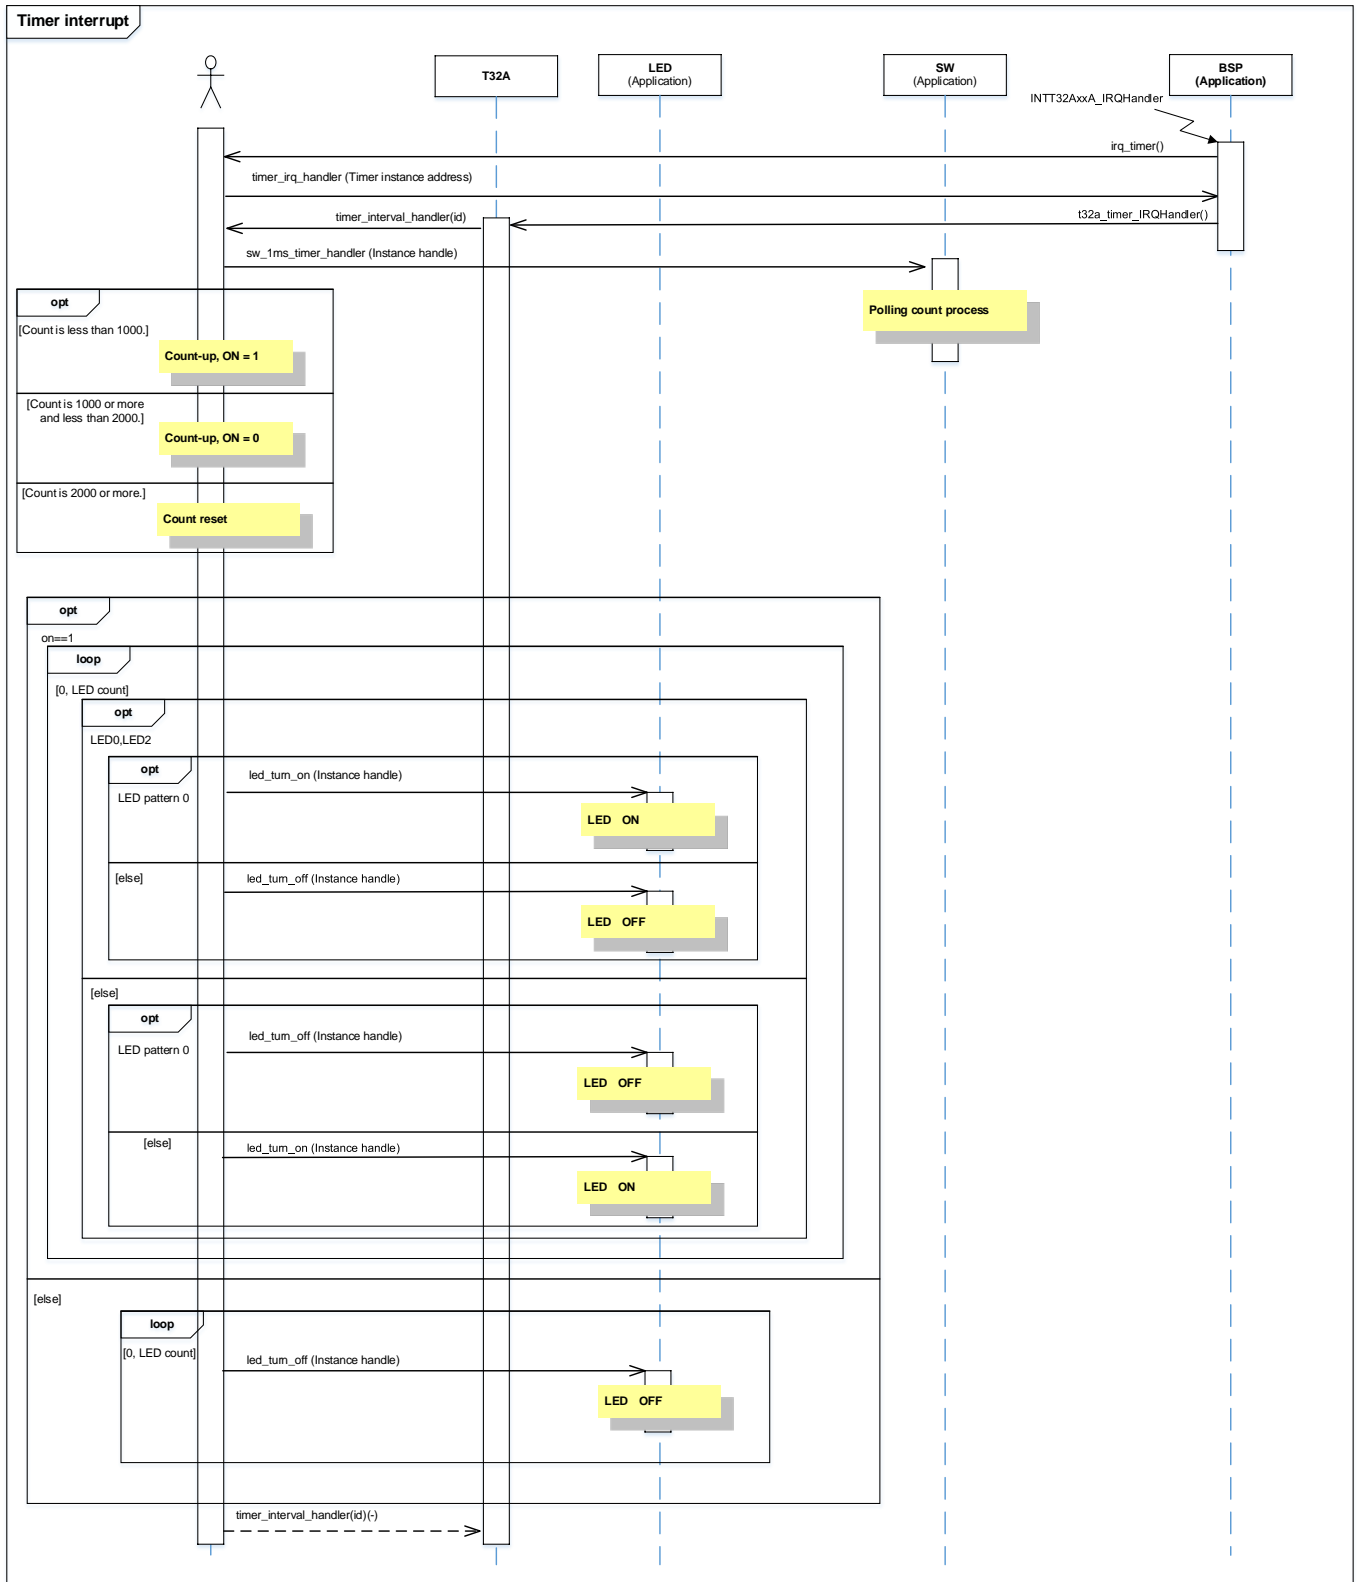 Timer interrupt
T32A
LED
(Application)
SW
(Application)
BSP
(Application)
INTT32AxxA_IRQHandler
irq_timer()
timer_irq_handler (Timer instance address)
timer_interval_handler(id)
t32a_timer_IRQHandler()
sw_1ms_timer_handler (Instance handle)
opt
[Count is less than 1000.]
Polling count process
Count-up, ON = 1
[Count is 1000 or more
and less than 2000.]
Count-up, ON = 0
[Count is 2000 or more.]
Count reset
opt
on==1
loop
[0, LED count]
opt
LED0,LED2
opt
led_turn_on (Instance handle)
LED pattern 0
LED ON
[else]
led_turn_off (Instance handle)
LED OFF
[else]
opt
led_turn_off (Instance handle)
LED pattern 0
LED OFF
[else]
led_turn_on (Instance handle)
LED ON
[else]
loop
[0, LED count]
led_turn_off (Instance handle)
LED OFF
timer_interval_handler(id)(-)